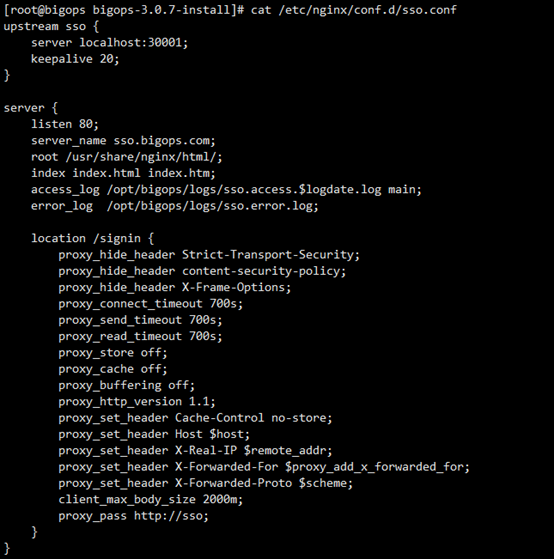 [root@bigops bigops-3.0.7-install]# cat /etc/nginx/conf.d/sso.conf
upstream sso {
    server localhost:30001;
    keepalive 20;
}

server {
    listen 80;
    server_name sso.bigops.com;
    root /usr/share/nginx/html/;
    index index.html index.htm;
    access_log /opt/bigops/logs/sso.access.$logdate.log main;
    error_log  /opt/bigops/logs/sso.error.log;

    location /signin {
        proxy_hide_header Strict-Transport-Security;
        proxy_hide_header content-security-policy;
        proxy_hide_header X-Frame-Options;
        proxy_connect_timeout 700s;
        proxy_send_timeout 700s;
        proxy_read_timeout 700s;
        proxy_store off;
        proxy_cache off;
        proxy_buffering off;
        proxy_http_version 1.1;
        proxy_set_header Cache-Control no-store;
        proxy_set_header Host $host;
        proxy_set_header X-Real-IP $remote_addr;
        proxy_set_header X-Forwarded-For $proxy_add_x_forwarded_for;
        proxy_set_header X-Forwarded-Proto $scheme;
        client_max_body_size 2000m;
        proxy_pass http://sso;
    }
}